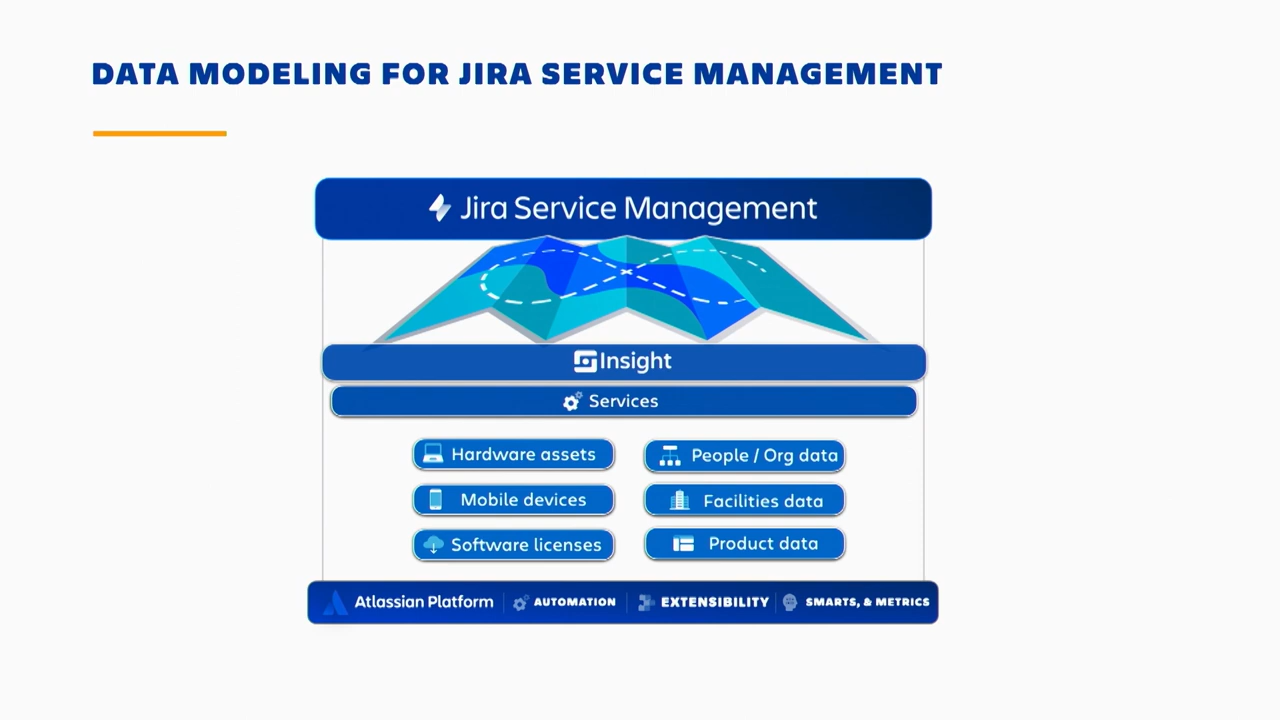 DATA MODELING FOR JIRA SERVICE MANAGEMENT
Jira Service Management
Insight
Services
Hardware assets
People / Org data
Mobile devices
Facilities data
Software licenses
Product data
Atlassian Platform AUTOMATION EXTENSIBILITY SMARTS, & METRICS